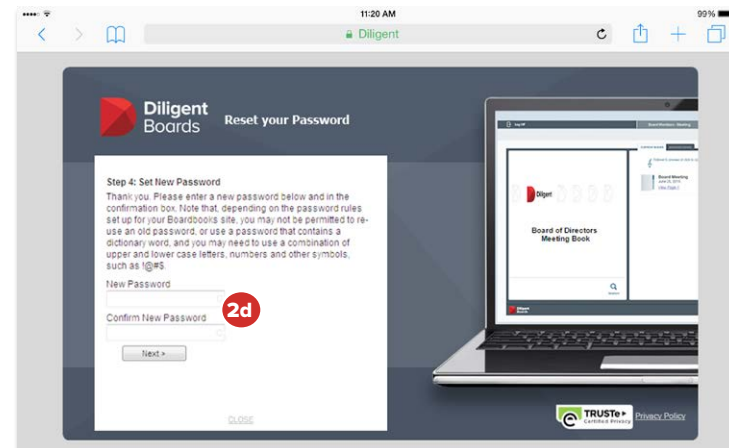 11:20 AM
99%
Diligent
Diligent
Boards
Reset your Password
Step 4: Set New Password
Thank you. Please enter a new password below and in the
confirmation box. Note that, depending on the password rules
set up for your Boardbooks site, you may not be permitted to re-
use an old password, or use a password that contains a
dictionary word, and you may need to use a combination of
upper and lower case letters, numbers and other symbols,
such as !@#$.
New Password
2d
Confirm New Password
Next >
CLOSE
Log Off
Board Members - Meeting
Board Meeting
Diligent
Board of Directors
Meeting Book
TRUSTe
Certified Privacy
Privacy Policy